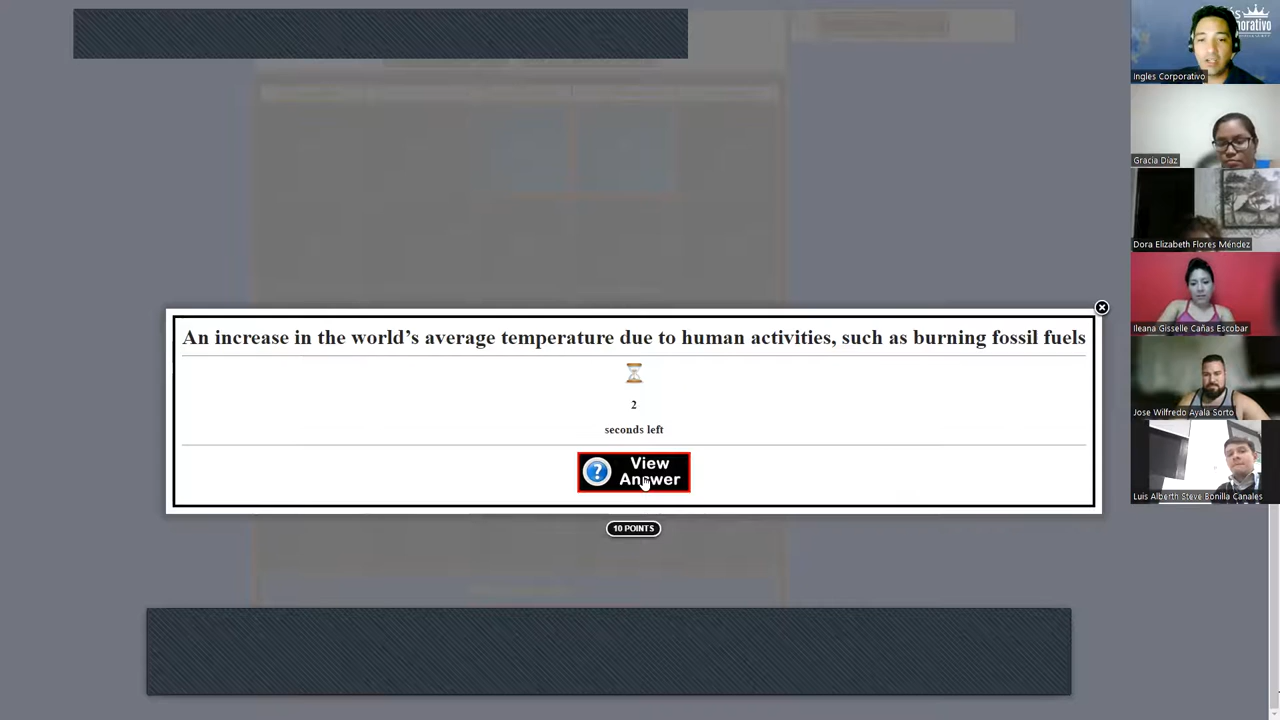 An increase in the world's average temperature due to human activities, such as burning fossil fuels
2
seconds left
?
View
Answer
10 POINTS
Ingles Corporativo
Gracia Díaz
Dora Elizabeth Flores Méndez
Ileana Gisselle Cañas Escobar
Jose Wilfredo Ayala Sorto
Luis Alberth Steve Bonilla Canales